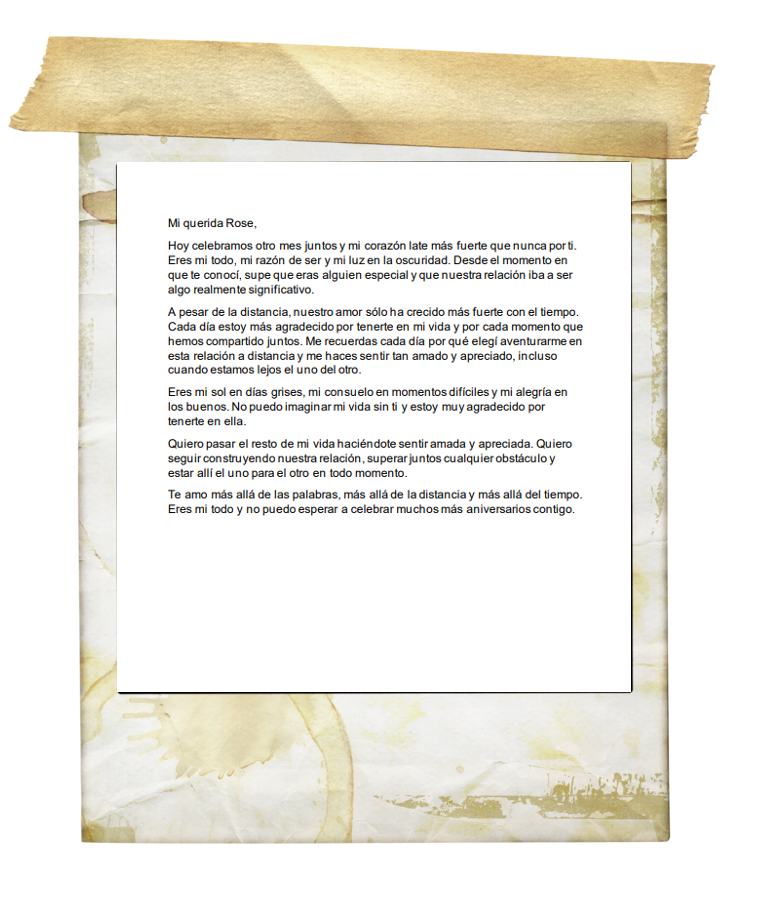 Mi querida Rose,
Hoy celebramos otro mes juntos y mi corazón late más fuerte que nunca por ti.
Eres mi todo, mi razón de ser y mi luz en la oscuridad. Desde el momento en
que te conocí, supe que eras alguien especial y que nuestra relación iba a ser
algo realmente significativo.
A pesar de la distancia, nuestro amor sólo ha crecido más fuerte con el tiempo.
Cada día estoy más agradecido por tenerte en mi vida y por cada momento que
hemos compartido juntos. Me recuerdas cada día por qué elegí aventurarme en
esta relación a distancia y me haces sentir tan amado y apreciado, incluso
cuando estamos lejos el uno del otro.
Eres mi sol en días grises, mi consuelo en momentos difíciles y mi alegría en
los buenos. No puedo imaginar mi vida sin ti y estoy muy agradecido por
tenerte en ella.
Quiero pasar el resto de mi vida haciéndote sentir amada y apreciada. Quiero
seguir construyendo nuestra relación, superar juntos cualquier obstáculo y
estar allí el uno para el otro en todo momento.
Te amo más allá de las palabras, más allá de la distancia y más allá del tiempo.
Eres mi todo y no puedo esperar a celebrar muchos más aniversarios contigo.